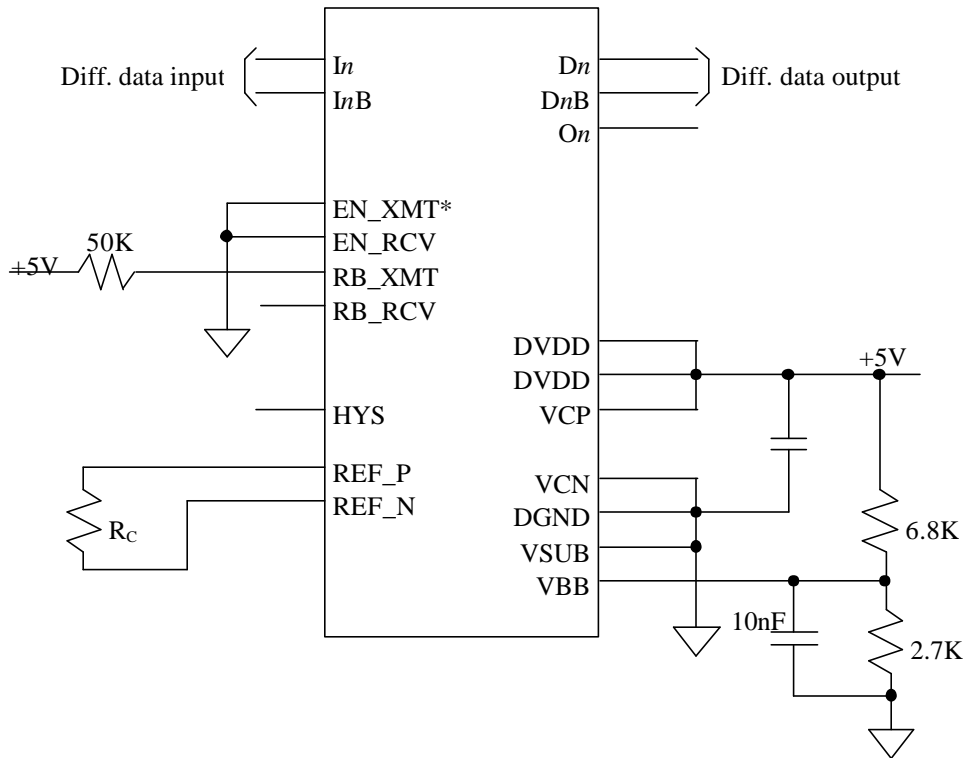 Diff. data input
In
InB
Dn
DnB
On
Diff. data output
EN_XMT*
EN_RCV
RB_XMT
RB_RCV
50K
+5V
HYS
REF_P
REF_N
RC
DVDD
DVDD
VCP
+5V
VCN
DGND
VSUB
VBB
6.8K
10nF
2.7K